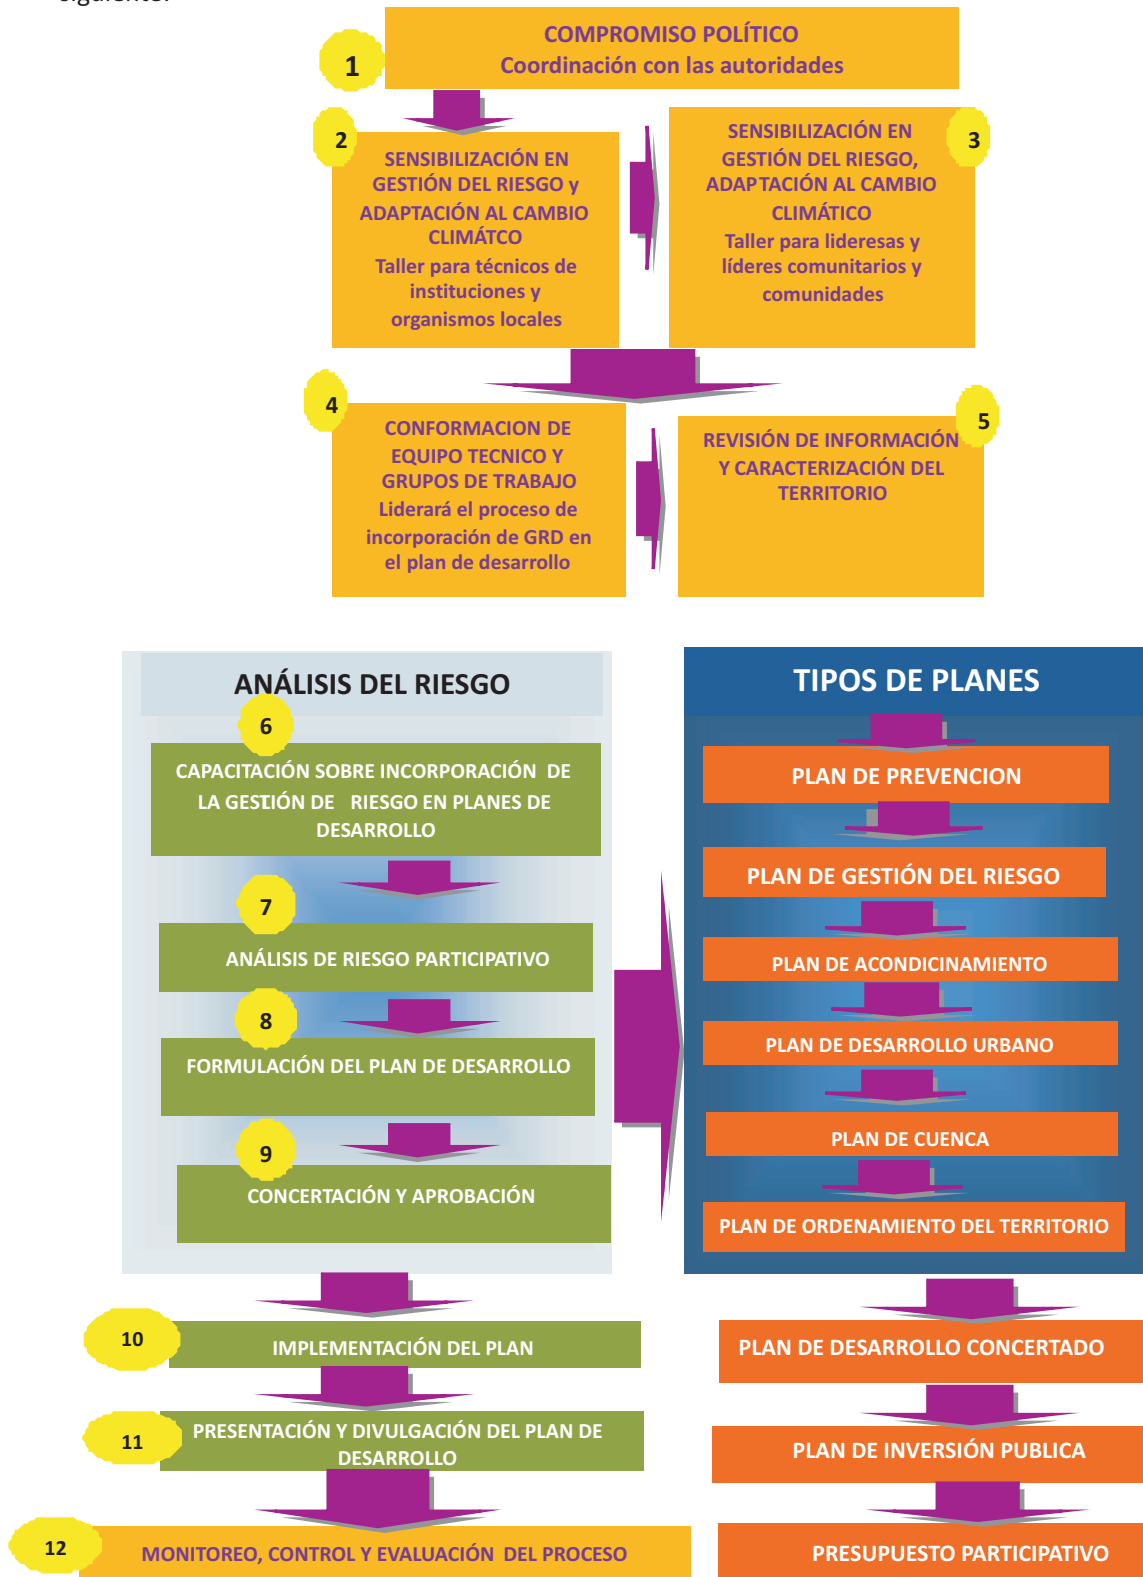 siguiente:
COMPROMISO POLÍTICO
Coordinación con las autoridades
1
2
SENSIBILIZACIÓN EN
GESTIÓN DEL RIESGO y
ADAPTACIÓN AL CAMBIO
CLIMÁTCO
Taller para técnicos de
instituciones y
organismos locales
3
SENSIBILIZACIÓN EN
GESTIÓN DEL RIESGO,
ADAPTACIÓN AL CAMBIO
CLIMÁTICO
Taller para lideresas y
líderes comunitarios y
comunidades
4
CONFORMACION DE
EQUIPO TECNICO Y
GRUPOS DE TRABAJO
Liderará el proceso de
incorporación de GRD en
el plan de desarrollo
5
REVISIÓN DE INFORMACIÓN
Y CARACTERIZACIÓN DEL
TERRITORIO
ANÁLISIS DEL RIESGO
6
CAPACITACIÓN SOBRE INCORPORACIÓN DE
LA GESTIÓN DE RIESGO EN PLANES DE
DESARROLLO
7
ANÁLISIS DE RIESGO PARTICIPATIVO
8
FORMULACIÓN DEL PLAN DE DESARROLLO
9
CONCERTACIÓN Y APROBACIÓN
10
IMPLEMENTACIÓN DEL PLAN
11
PRESENTACIÓN Y DIVULGACIÓN DEL PLAN DE
DESARROLLO
12
MONITOREO, CONTROL Y EVALUACIÓN DEL PROCESO
TIPOS DE PLANES
PLAN DE PREVENCION
PLAN DE GESTIÓN DEL RIESGO
PLAN DE ACONDICINAMIENTO
PLAN DE DESARROLLO URBANO
PLAN DE CUENCA
PLAN DE ORDENAMIENTO DEL TERRITORIO
PLAN DE DESARROLLO CONCERTADO
PLAN DE INVERSIÓN PUBLICA
PRESUPUESTO PARTICIPATIVO